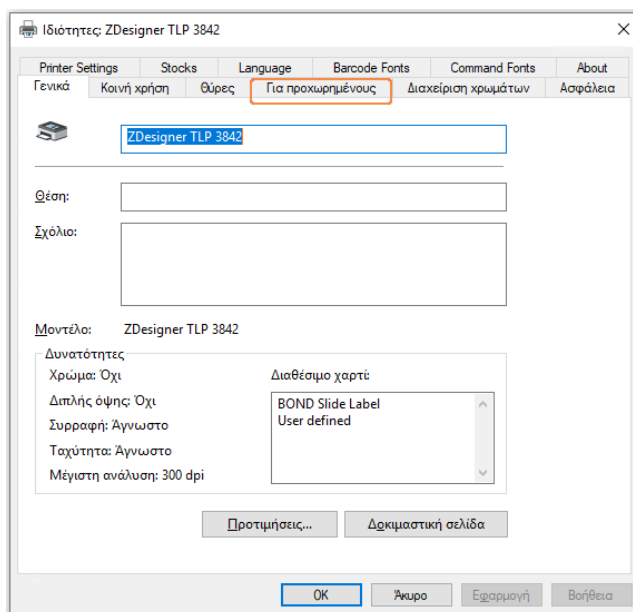 Ιδιότητες: ZDesigner TLP 3842
Printer Settings Stocks Language Barcode Fonts Command Fonts About
Γενικά Κοινή χρήση Θύρες Για προχωρημένους Διαχείριση χρωμάτων Ασφάλεια
ZDesigner TLP 3842
Θέση:
Σχόλιο:
Μοντέλο: ZDesigner TLP 3842
Δυνατότητες
Χρώμα: Όχι
Διπλής όψης: Όχι
Συρραφή: Άγνωστο
Ταχύτητα: Άγνωστο
Μέγιστη ανάλυση: 300 dpi
Διαθέσιμο χαρτί:
BOND Slide Label
User defined
Προτιμήσεις... Δοκιμαστική σελίδα
OK Άκυρο Εφαρμογή Βοήθεια